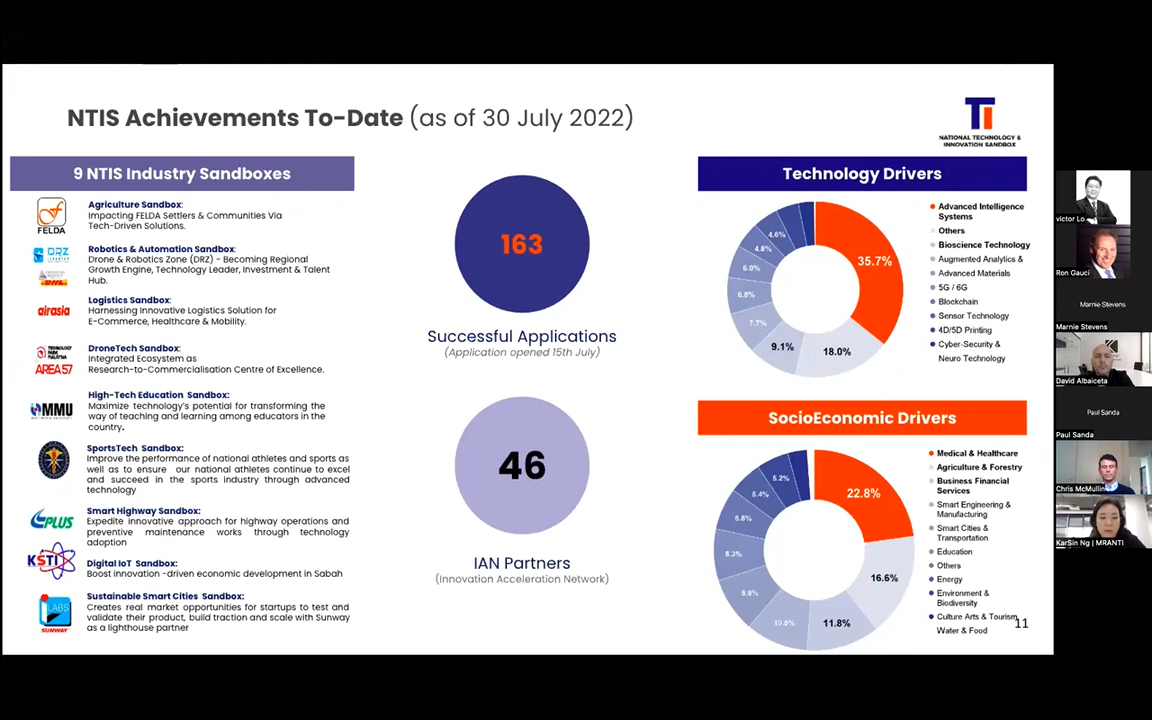 NTIS Achievements To-Date (as of 30 July 2022)
NATIONAL TECHNOLOGY &
INNOVATION SANDBOX
9 NTIS Industry Sandboxes
FELDA
Agriculture Sandbox:
Impacting FELDA Settlers & Communities Via
Tech-Driven Solutions.
DRZ
DHL
Robotics & Automation Sandbox:
Drone & Robotics Zone (DRZ) - Becoming Regional
Growth Engine, Technology Leader, Investment & Talent
Hub.
airasia
Logistics Sandbox:
Harnessing Innovative Logistics Solution for
E-Commerce, Healthcare & Mobility.
TECHNOLOGY
PARK
MALAYSIA
AREA57
DroneTech Sandbox:
Integrated Ecosystem as
Research-to-Commercialisation Centre of Excellence.
MMU
High-Tech Education Sandbox:
Maximize technology's potential for transforming the
way of teaching and learning among educators in the
country.
SportsTech Sandbox:
Improve the performance of national athletes and sports as
well as to ensure our national athletes continue to excel
and succeed in the sports industry through advanced
technology
PLUS
Smart Highway Sandbox:
Expedite innovative approach for highway operations and
preventive maintenance works through technology
adoption
KSTI
Digital IoT Sandbox:
Boost innovation -driven economic development in Sabah
LABS
SUNWAY
Sustainable Smart Cities Sandbox:
Creates real market opportunities for startups to test and
validate their product, build traction and scale with Sunway
as a lighthouse partner
163
Successful Applications
(Application opened 15th July)
46
IAN Partners
(Innovation Acceleration Network)
Technology Drivers
35.7%
18.0%
9.1%
7.7%
6.0%
4.8%
4.6%
Advanced Intelligence
Systems
Others
Bioscience Technology
Augmented Analytics &
Advanced Materials
5G / 6G
Blockchain
Sensor Technology
4D/5D Printing
Cyber-Security &
Neuro Technology
SocioEconomic Drivers
22.8%
16.6%
11.8%
10.0%
8.3%
6.8%
5.4%
5.2%
Medical & Healthcare
Agriculture & Forestry
Business Financial
Services
Smart Engineering &
Manufacturing
Smart Cities &
Transportation
Education
Others
Energy
Environment &
Biodiversity
Culture Arts & Tourism
Water & Food
11
victor Lo
Ron Gauci
Marnie Stevens
Marnie Stevens
David Albaiceta
Paul Sanda
Paul Sanda
Chris McMullin
KarSin Ng | MRANTI